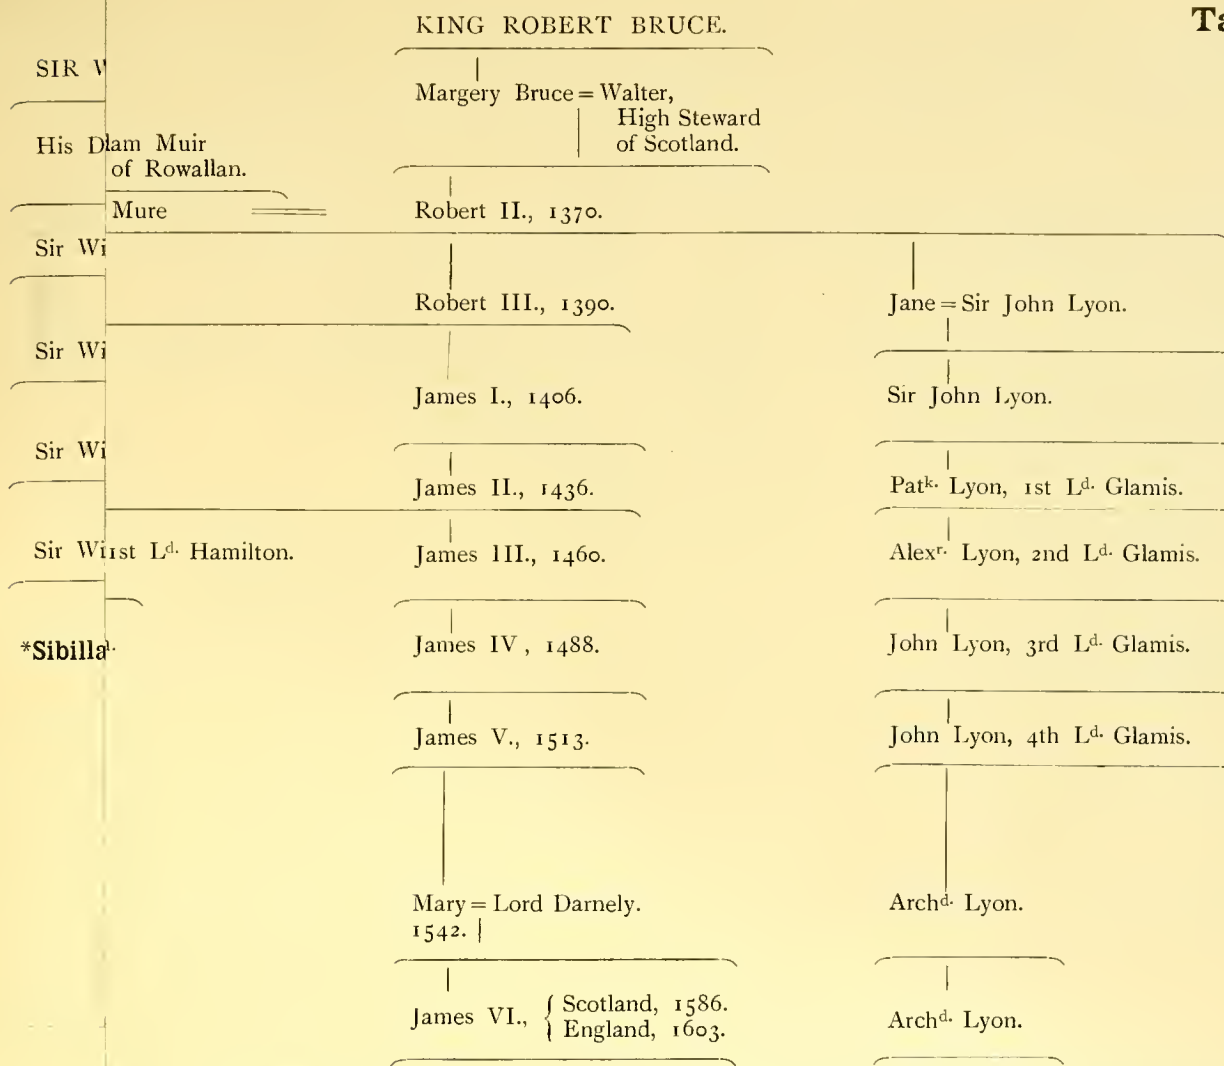 KING ROBERT BRUCE.
Ta
SIR W
Margery Bruce = Walter,
High Steward
of Scotland.
His D
lam Muir
of Rowallan.
Mure
Robert II., 1370.
Sir Wi
Robert III., 1390.
Jane = Sir John Lyon.
Sir Wi
James I., 1406.
Sir John Lyon.
Sir Wi
James II., 1436.
Patk. Lyon, 1st Ld. Glamis.
Sir Wi
1st Ld. Hamilton.
James III., 1460.
Alexr. Lyon, 2nd Ld. Glamis.
*Sibilla
James IV, 1488.
John Lyon, 3rd Ld. Glamis.
James V., 1513.
John Lyon, 4th Ld. Glamis.
Mary = Lord Darnely.
1542.
Archd. Lyon.
James VI., { Scotland, 1586.
England, 1603.
Archd. Lyon.